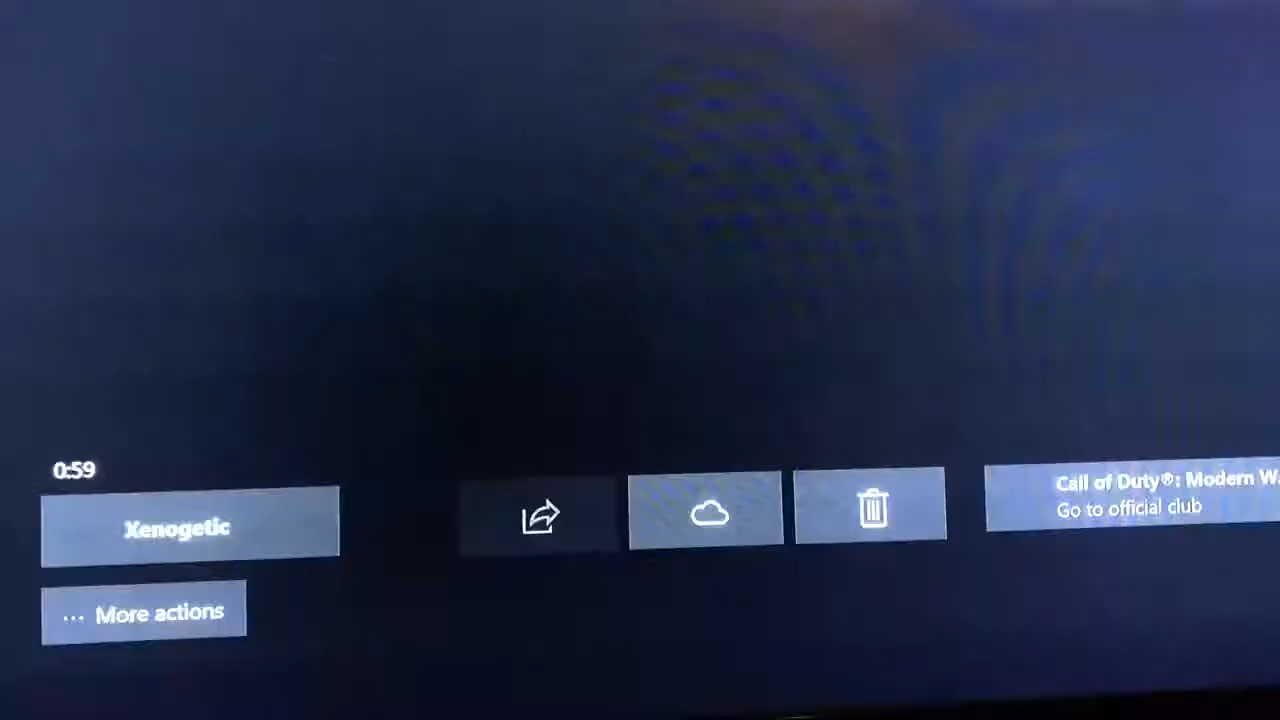 0:59
Xenogetic
Call of Duty®: Modern W
Go to official club
... More actions